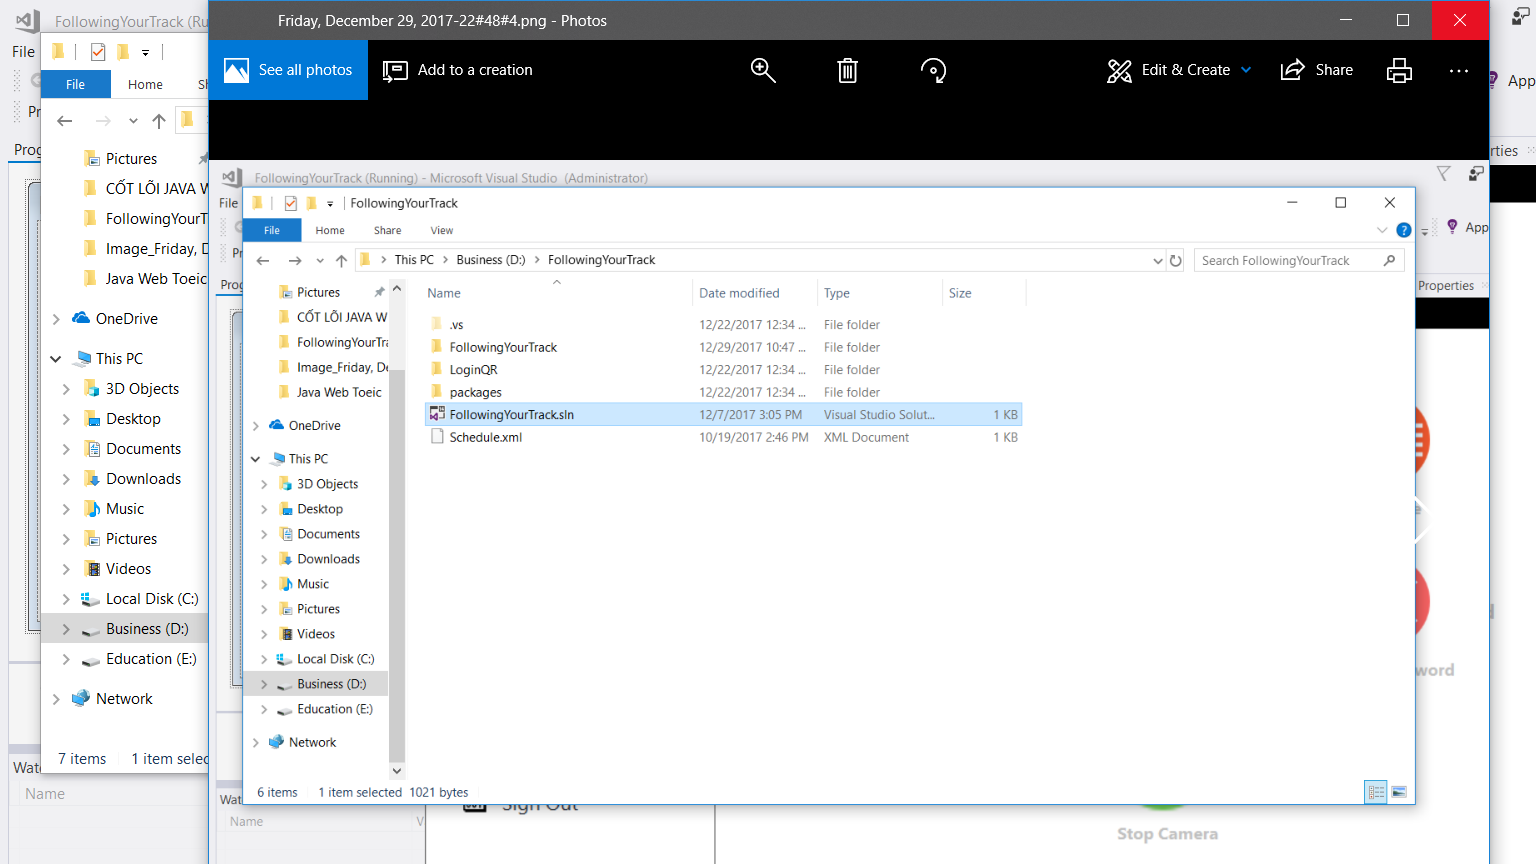 FollowingYourTrack (Ru
Friday, December 29, 2017-22#48#4.png - Photos
File
See all photos
Add to a creation
Edit & Create
Share
App
File
Home
Sh
Pr
Prog
Pictures
CỐT LÕI JAVA W
FollowingYourT
Image_Friday, D
Java Web Toeic
OneDrive
This PC
3D Objects
Desktop
Documents
Downloads
Music
Pictures
Videos
Local Disk (C:)
Business (D:)
Education (E:)
Network
7 items
1 item selec
Wat
Name
rties
FollowingYourTrack (Running) - Microsoft Visual Studio (Administrator)
File
FollowingYourTrack
File
Home
Share
View
App
Pr
This PC
Business (D:)
FollowingYourTrack
Search FollowingYourTrack
Prog
Properties
Name
Date modified
Type
Size
.vs 12/22/2017 12:34 ... File folder
FollowingYourTrack 12/29/2017 10:47 ... File folder
LoginQR 12/22/2017 12:34 ... File folder
packages 12/22/2017 12:34 ... File folder
FollowingYourTrack.sln 12/7/2017 3:05 PM Visual Studio Solut... 1 KB
Schedule.xml 10/19/2017 2:46 PM XML Document 1 KB
Pictures
CỐT LÕI JAVA W
FollowingYourTra
Image_Friday, De
Java Web Toeic
OneDrive
This PC
3D Objects
Desktop
Documents
Downloads
Music
Pictures
Videos
Local Disk (C:)
Business (D:)
Education (E:)
Network
6 items
1 item selected 1021 bytes
Wat
Name
V
Sign Out
word
Stop Camera